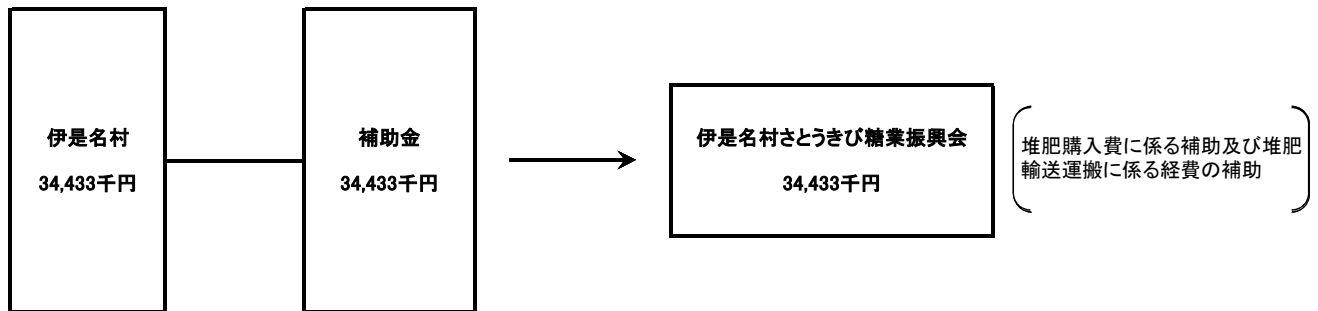 伊是名村
34,433千円
補助金
34,433千円
伊是名村さとうきび糖業振興会
34,433千円
堆肥購入費に係る補助及び堆肥
輸送運搬に係る経費の補助